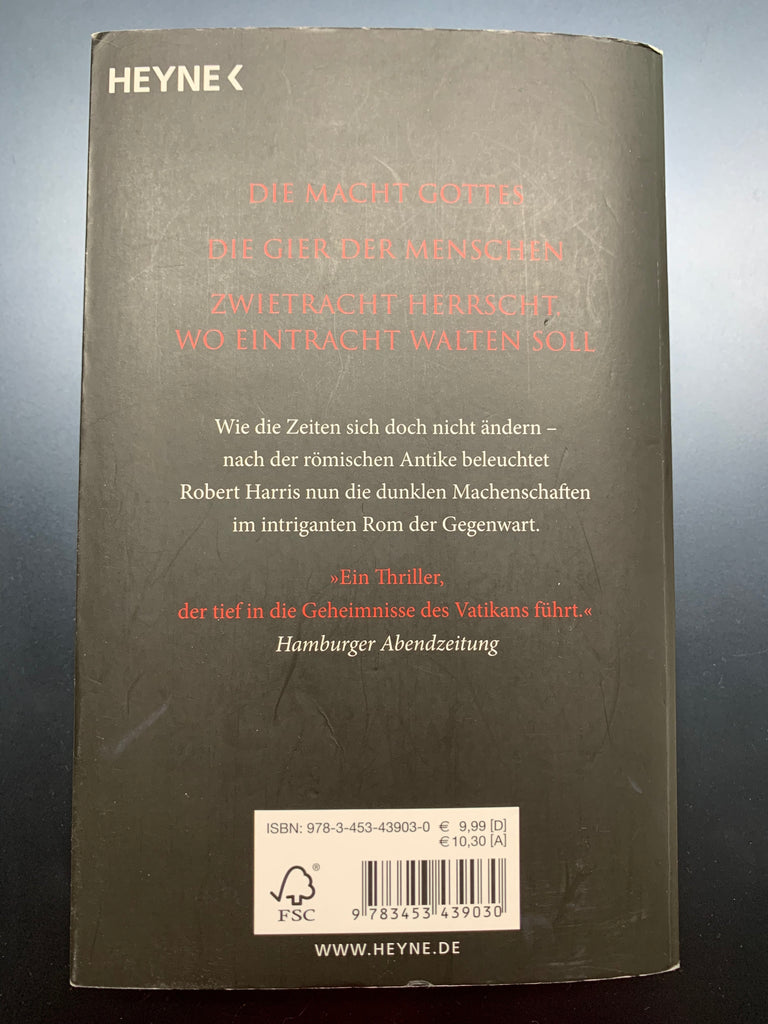 HEYNE‹
DIE MACHT GOTTES
DIE GIER DER MENSCHEN
ZWIETRACHT HERRSCHT,
WO EINTRACHT WALTEN SOLL
Wie die Zeiten sich doch nicht ändern –
nach der römischen Antike beleuchtet
Robert Harris nun die dunklen Machenschaften
im intriganten Rom der Gegenwart.
»Ein Thriller,
der tief in die Geheimnisse des Vatikans führt.«
Hamburger Abendzeitung
ISBN: 978-3-453-43903-0 € 9,99 [D]
€ 10,30 [A]
®
FSC
9 783453 439030
WWW.HEYNE.DE